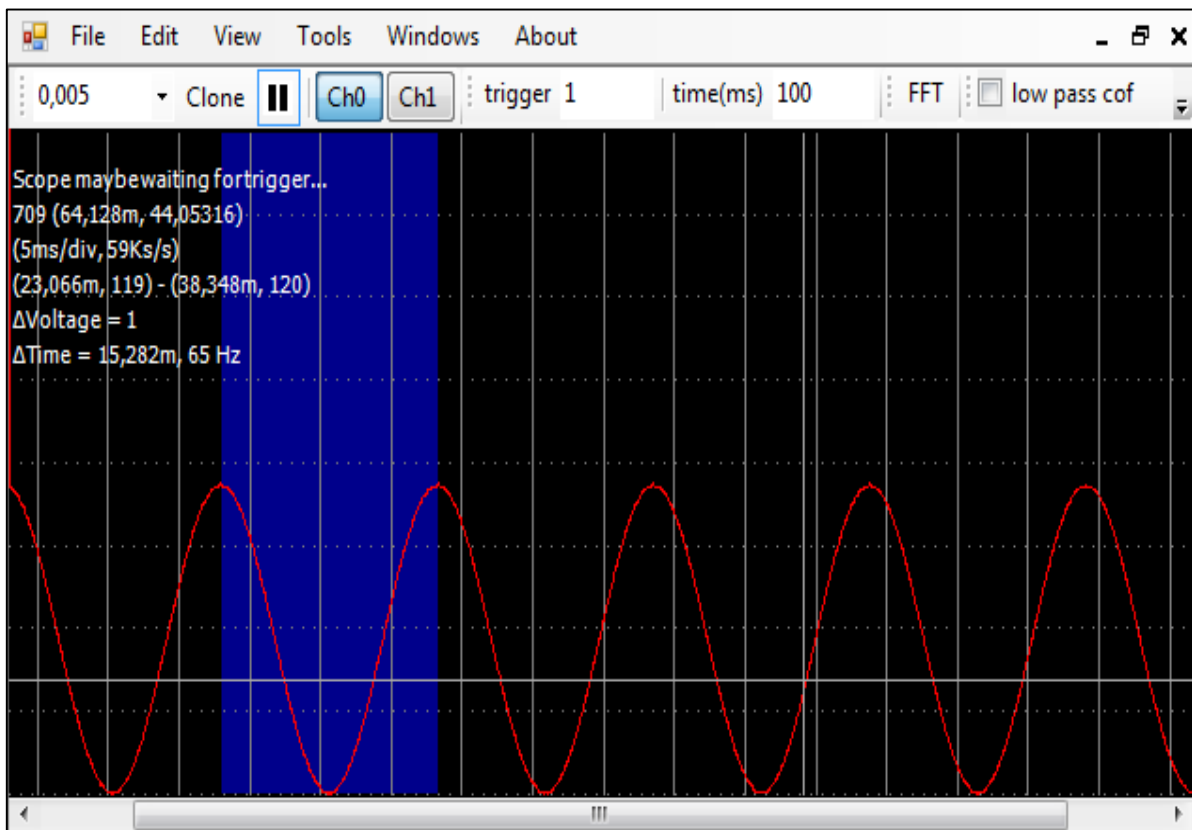 File Edit View Tools Windows About
0,005 Clone Ch0 Ch1 trigger 1 time(ms) 100 FFT low pass cof
Scope maybewaiting fortrigger...
709 (64,128m, 44,05316)
(5ms/div, 59Ks/s)
(23,066m, 119) - (38,348m, 120)
ΔVoltage = 1
ΔTime = 15,282m, 65 Hz